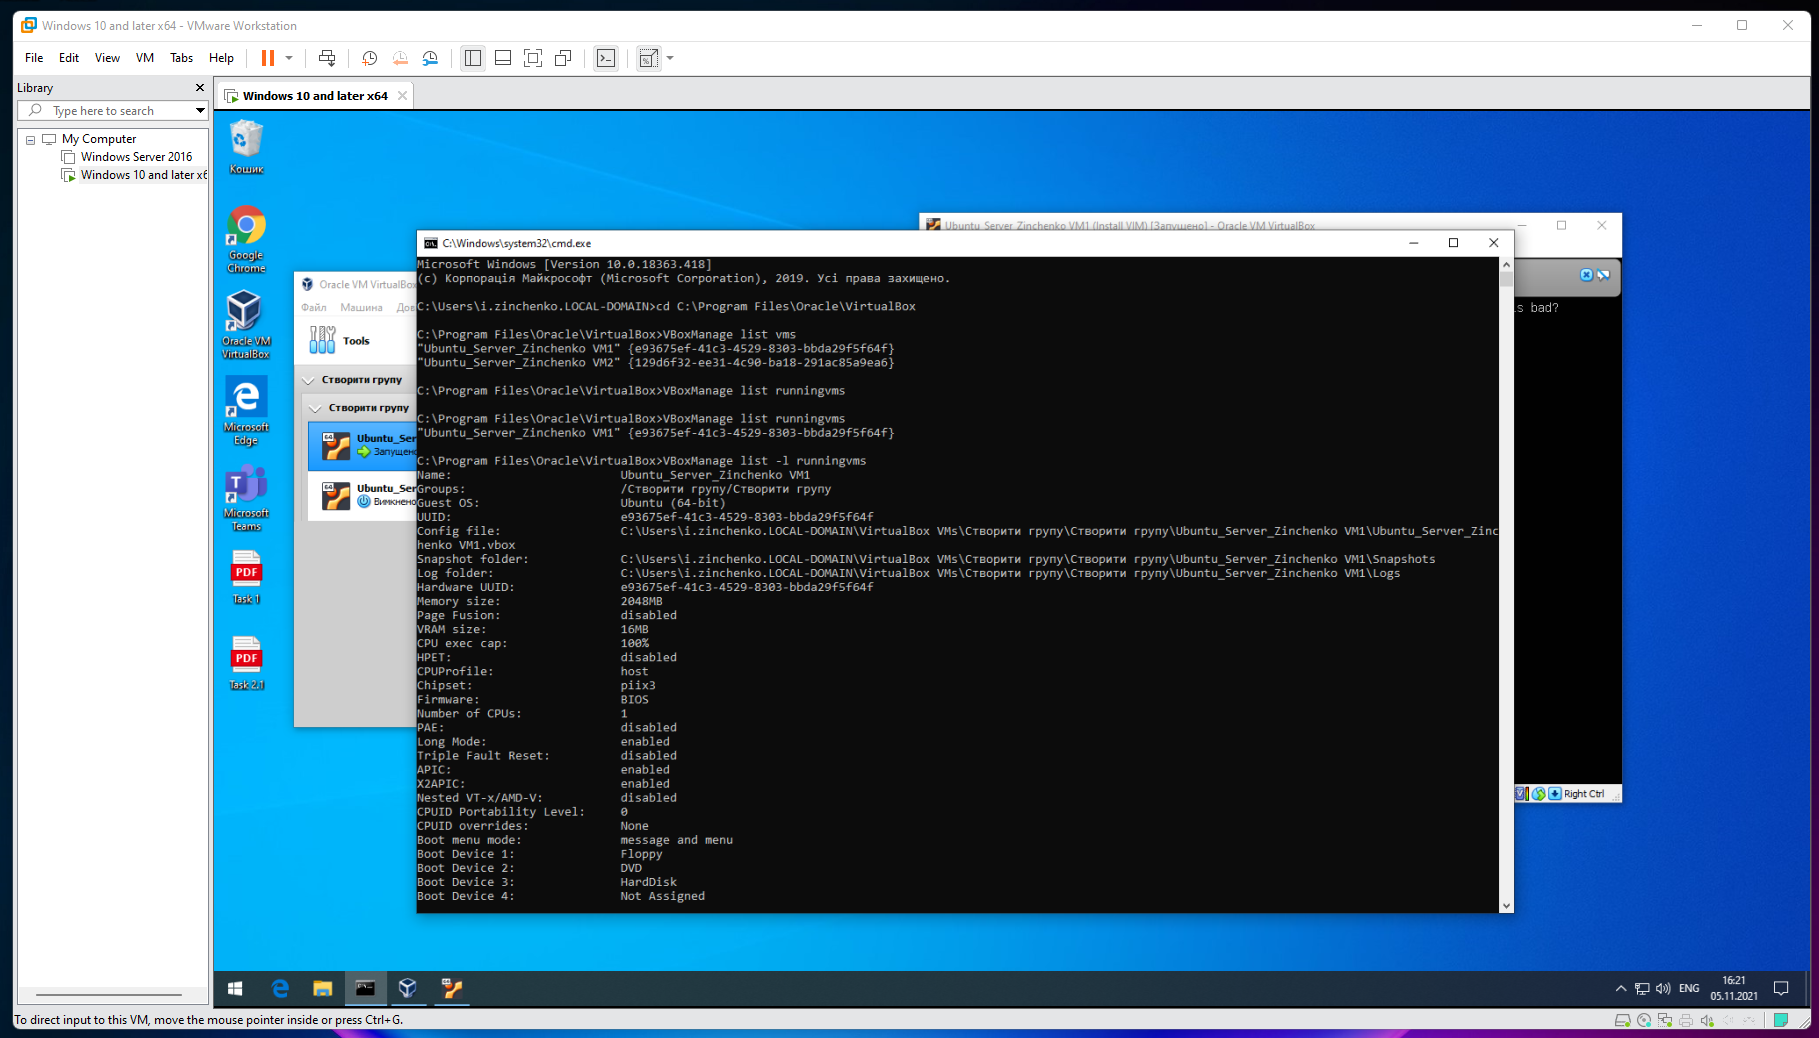 Windows 10 and later x64 - VMware Workstation
File Edit View VM Tabs Help
Library
Type here to search
My Computer
Windows Server 2016
Windows 10 and later x6
Windows 10 and later x64
Кошик
Google
Chrome
Oracle VM
VirtualBox
Microsoft
Edge
Microsoft
Teams
PDF
Task 1
PDF
Task 2.1
Oracle VM VirtualBox
Файл Машина Дов
Tools
Створити групу
Створити групу
64
Ubuntu_Ser
Запущено
64
Ubuntu_Ser
Вимкнено
Ubuntu_Server_Zinchenko VM1 (Install VIM) [Запущено] - Oracle VM VirtualBox
is bad?
Right Ctrl
C:\Windows\system32\cmd.exe
Microsoft Windows [Version 10.0.18363.418]
(c) Корпорація Майкрософт (Microsoft Corporation), 2019. Усі права захищено.
C:\Users\i.zinchenko.LOCAL-DOMAIN>cd C:\Program Files\Oracle\VirtualBox
C:\Program Files\Oracle\VirtualBox>VBoxManage list vms
"Ubuntu_Server_Zinchenko VM1" {e93675ef-41c3-4529-8303-bbda29f5f64f}
"Ubuntu_Server_Zinchenko VM2" {129d6f32-ee31-4c90-ba18-291ac85a9ea6}
C:\Program Files\Oracle\VirtualBox>VBoxManage list runningvms
C:\Program Files\Oracle\VirtualBox>VBoxManage list runningvms
"Ubuntu_Server_Zinchenko VM1" {e93675ef-41c3-4529-8303-bbda29f5f64f}
C:\Program Files\Oracle\VirtualBox>VBoxManage list -l runningvms
Name: Ubuntu_Server_Zinchenko VM1
Groups: /Створити групу/Створити групу
Guest OS: Ubuntu (64-bit)
UUID: e93675ef-41c3-4529-8303-bbda29f5f64f
Config file: C:\Users\i.zinchenko.LOCAL-DOMAIN\VirtualBox VMs\Створити групу\Створити групу\Ubuntu_Server_Zinchenko VM1\Ubuntu_Server_Zinc
henko VM1.vbox
Snapshot folder: C:\Users\i.zinchenko.LOCAL-DOMAIN\VirtualBox VMs\Створити групу\Створити групу\Ubuntu_Server_Zinchenko VM1\Snapshots
Log folder: C:\Users\i.zinchenko.LOCAL-DOMAIN\VirtualBox VMs\Створити групу\Створити групу\Ubuntu_Server_Zinchenko VM1\Logs
Hardware UUID: e93675ef-41c3-4529-8303-bbda29f5f64f
Memory size: 2048MB
Page Fusion: disabled
VRAM size: 16MB
CPU exec cap: 100%
HPET: disabled
CPUProfile: host
Chipset: piix3
Firmware: BIOS
Number of CPUs: 1
PAE: disabled
Long Mode: enabled
Triple Fault Reset: disabled
APIC: enabled
X2APIC: enabled
Nested VT-x/AMD-V: disabled
CPUID Portability Level: 0
CPUID overrides: None
Boot menu mode: message and menu
Boot Device 1: Floppy
Boot Device 2: DVD
Boot Device 3: HardDisk
Boot Device 4: Not Assigned
ENG
16:21
05.11.2021
To direct input to this VM, move the mouse pointer inside or press Ctrl+G.